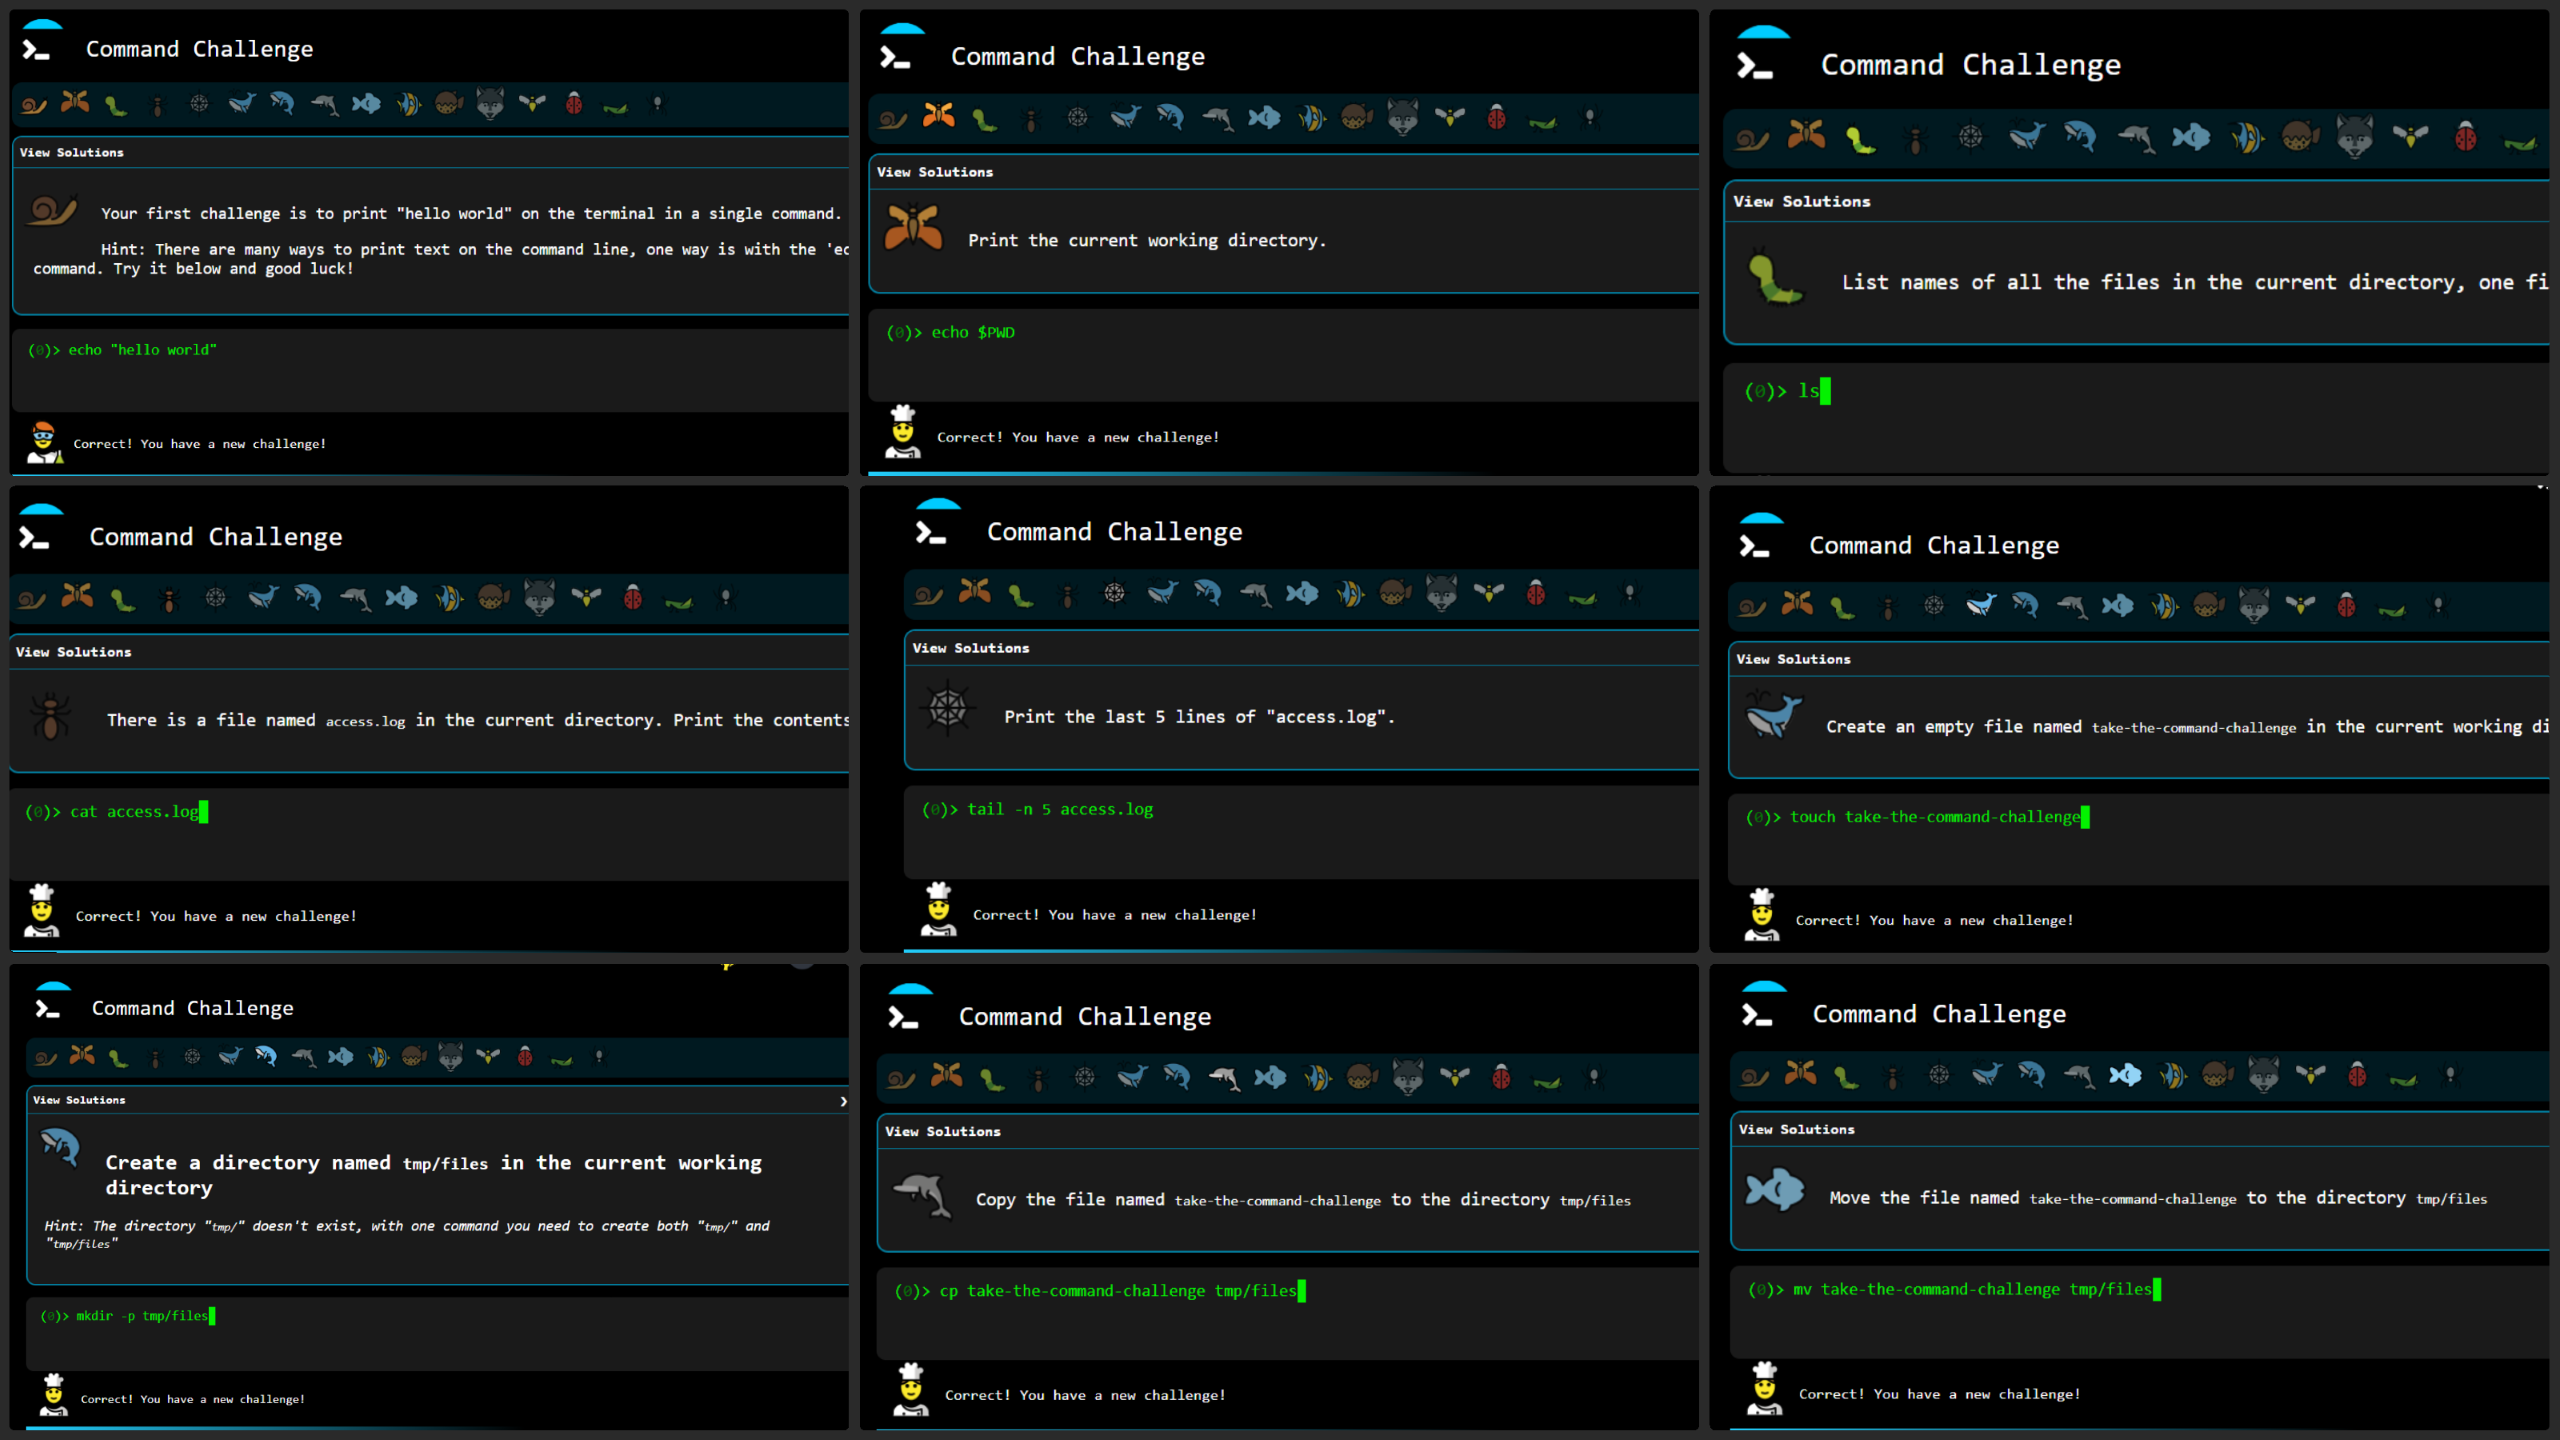 Command Challenge
View Solutions
Your first challenge is to print "hello world" on the terminal in a single command.
Hint: There are many ways to print text on the command line, one way is with the 'ec
command. Try it below and good luck!
(0)> echo "hello world"
Correct! You have a new challenge!
Command Challenge
View Solutions
Print the current working directory.
(0)> echo $PWD
Correct! You have a new challenge!
Command Challenge
View Solutions
List names of all the files in the current directory, one fi
(0)> ls
Command Challenge
View Solutions
There is a file named access.log in the current directory. Print the contents
(0)> cat access.log
Correct! You have a new challenge!
Command Challenge
View Solutions
Print the last 5 lines of "access.log".
(0)> tail -n 5 access.log
Correct! You have a new challenge!
Command Challenge
View Solutions
Create an empty file named take-the-command-challenge in the current working di
(0)> touch take-the-command-challenge
Correct! You have a new challenge!
Command Challenge
View Solutions
Create a directory named tmp/files in the current working
directory
Hint: The directory "tmp/" doesn't exist, with one command you need to create both "tmp/" and
"tmp/files"
(0)> mkdir -p tmp/files
Correct! You have a new challenge!
Command Challenge
View Solutions
Copy the file named take-the-command-challenge to the directory tmp/files
(0)> cp take-the-command-challenge tmp/files
Correct! You have a new challenge!
Command Challenge
View Solutions
Move the file named take-the-command-challenge to the directory tmp/files
(0)> mv take-the-command-challenge tmp/files
Correct! You have a new challenge!